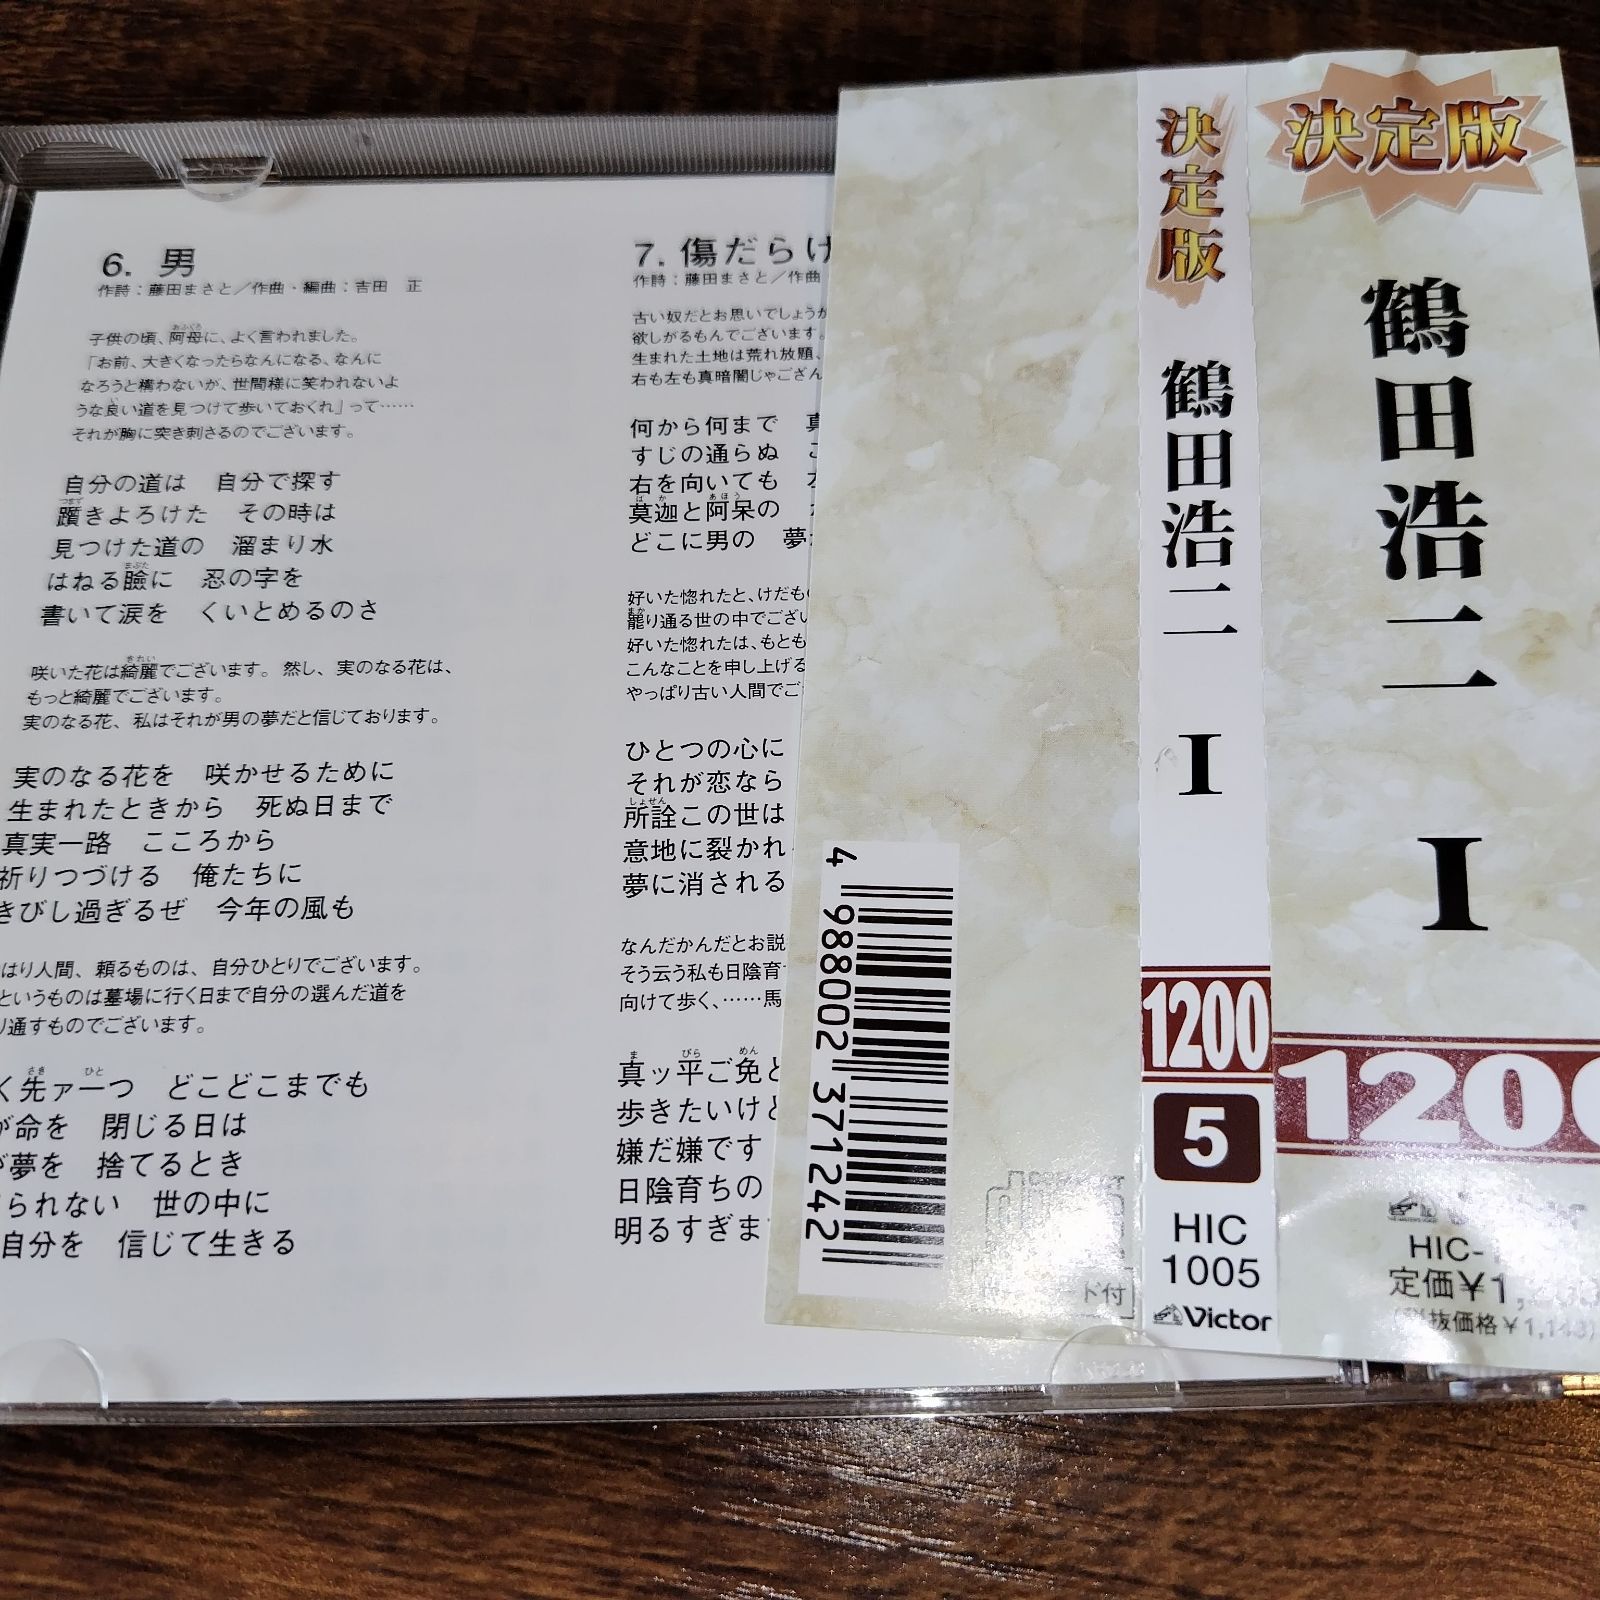 6. 男
作詩：藤田まさと／作曲・編曲：吉田 正
子供の頃、阿母に、よく言われました。
「お前、大きくなったらなんになる、なんに
なろうと構わないが、世間様に笑われないよ
うな良い道を見つけて歩いておくれ」って……
それが胸に突き刺さるのでございます。
自分の道は 自分で探す
躓きよろけた その時は
見つけた道の 溜まり水
はねる瞼に 忍の字を
書いて涙を くいとめるのさ
咲いた花は綺麗でございます。然し、実のなる花は、
もっと綺麗でございます。
実のなる花、私はそれが男の夢だと信じております。
実のなる花を 咲かせるために
生まれたときから 死ぬ日まで
真実一路 こころから
祈りつづける 俺たちに
きびし過ぎるぜ 今年の風も
はり人間、頼るものは、自分ひとりでございます。
というものは墓場に行く日まで自分の選んだ道を
り通すものでございます。
く先ァ一つ どこどこまでも
が命を 閉じる日は
が夢を 捨てるとき
られない 世の中に
自分を 信じて生きる
7. 傷だらけ
作詩：藤田まさと／作曲
古い奴だとお思いでしょうが
欲しがるもんでございます。
生まれた土地は荒れ放題、
右も左も真暗闇じゃござん
何から何まで
すじの通らぬ
右を向いても
莫迦と阿呆の
どこに男の 夢
好いた惚れたと、けだもの
罷り通る世の中でござい
好いた惚れたは、もとも
こんなことを申し上げる
やっぱり古い人間でご
ひとつの心に
それが恋なら
所詮この世は
意地に裂かれ
夢に消される
なんだかんだとお説
そう云う私も日陰育
向けて歩く、……馬
真ッ平ご免と
歩きたいけど
嫌だ嫌です
日陰育ちの
明るすぎま
4 988002 371242
ド付
決定版
鶴田浩二 I
1200
5
HIC
1005
Victor
決定版
鶴田浩二 I
1200
HIC-
定価￥1,
税抜価格￥1,143